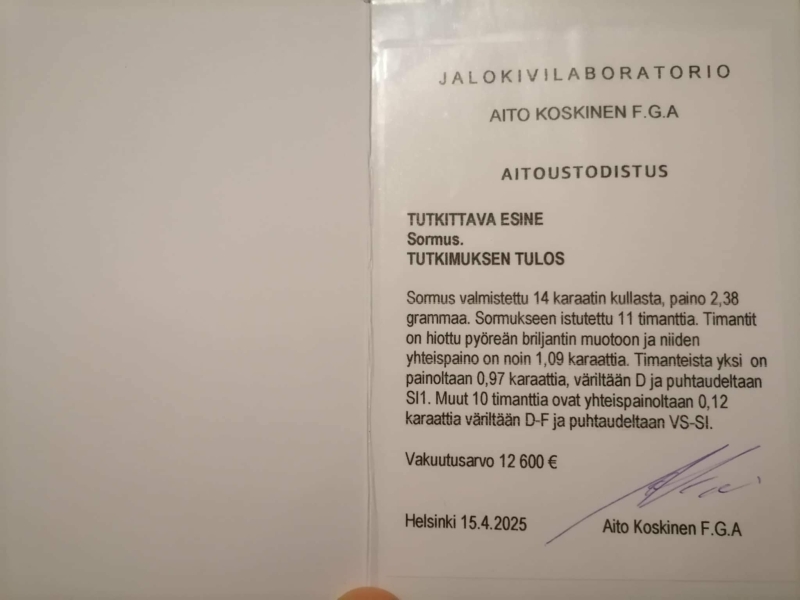 JALOKIVILABORATORIO
AITO KOSKINEN F.G.A
AITOUSTODISTUS
TUTKITTAVA ESINE
Sormus.
TUTKIMUKSEN TULOS
Sormus valmistettu 14 karaatin kullasta, paino 2,38
grammaa. Sormukseen istutettu 11 timanttia. Timantit
on hiottu pyöreän briljantin muotoon ja niiden
yhteispaino on noin 1,09 karaattia. Timanteista yksi on
painoltaan 0,97 karaattia, väriltään D ja puhtaudeltaan
SI1. Muut 10 timanttia ovat yhteispainoltaan 0,12
karaattia väriltään D-F ja puhtaudeltaan VS-SI.
Vakuutusarvo 12 600 €
Helsinki 15.4.2025
Aito Koskinen F.G.A